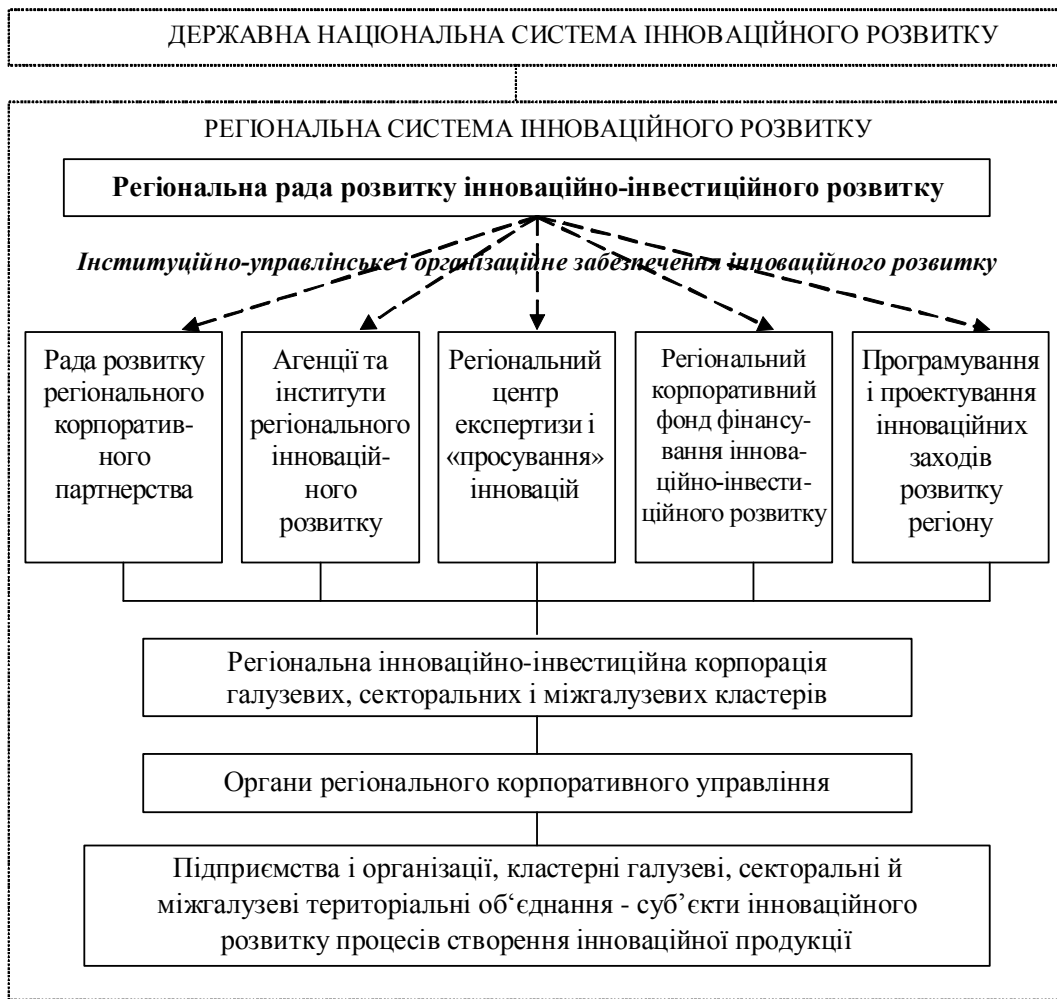 ДЕРЖАВНА НАЦІОНАЛЬНА СИСТЕМА ІННОВАЦІЙНОГО РОЗВИТКУ
РЕГІОНАЛЬНА СИСТЕМА ІННОВАЦІЙНОГО РОЗВИТКУ
Регіональна рада розвитку інноваційно-інвестиційного розвитку
Інституційно-управлінське і організаційне забезпечення інноваційного розвитку
Рада розвитку
регіонального
корпоратив-
ного
партнерства
Агенції та
інститути
регіонального
інновацій-
ного
розвитку
Регіональний
центр
експертизи і
«просування»
інновацій
Регіональний
корпоративний
фонд фінансу-
вання іннова-
ційно-інвести-
ційного розвитку
Програмування
і проектування
інноваційних
заходів
розвитку
регіону
Регіональна інноваційно-інвестиційна корпорація
галузевих, секторальних і міжгалузевих кластерів
Органи регіонального корпоративного управління
Підприємства і організації, кластерні галузеві, секторальні й
міжгалузеві територіальні об‘єднання - суб’єкти інноваційного
розвитку процесів створення інноваційної продукції